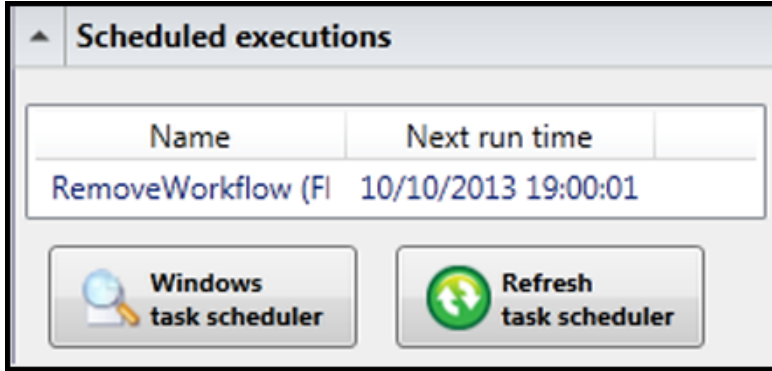 Scheduled executions
Name Next run time
RemoveWorkflow (Fl 10/10/2013 19:00:01
Windows Refresh
task scheduler task scheduler